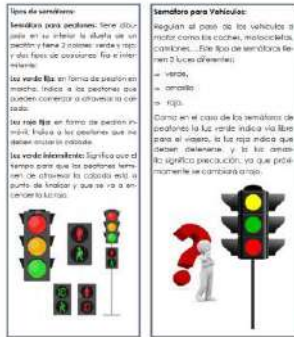 Tipos de semáforos:
Semáforo para peatones: tiene dibu-
jada en su interior la silueta de un
peatón y tiene 2 colores: verde y rojo;
y dos tipos de posiciones: fija e inter-
mitente:
Luz verde fija: en forma de peatón en
marcha. Indica a los peatones que
pueden comenzar a atravesar la cal-
zada.
Luz roja fija: en forma de peatón in-
móvil. Indica a los peatones que no
deben cruzar la calzada.
Luz verde intermitente: Significa que el
tiempo para que los peatones termi-
nen de atravesar la calzada está a
punto de finalizar y que se va a en-
cender la luz roja.
Semáforo para Vehículos:
Regulan el paso de los vehículos a
motor como los coches, motocicletas,
camiones,...Este tipo de semáforos tie-
nen 3 luces diferentes:
verde,
amarilla
roja.
Como en el caso de los semáforos de
peatones la luz verde indica vía libre
para el viajero, la luz roja indica que
deben detenerse, y la luz amari-
lla significa precaución, ya que próxi-
mamente se cambiará a rojo.